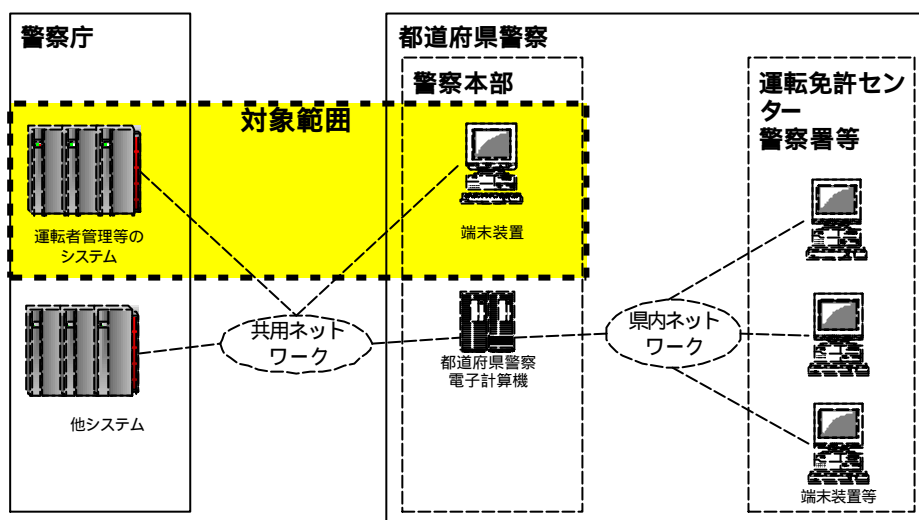 警察庁
都道府県警察
警察本部
運転免許セン
ター
警察署等
対象範囲
運転者管理等の
システム
端末装置
共用ネット
ワーク
都道府県警察
電子計算機
県内ネット
ワーク
他システム
端末装置等